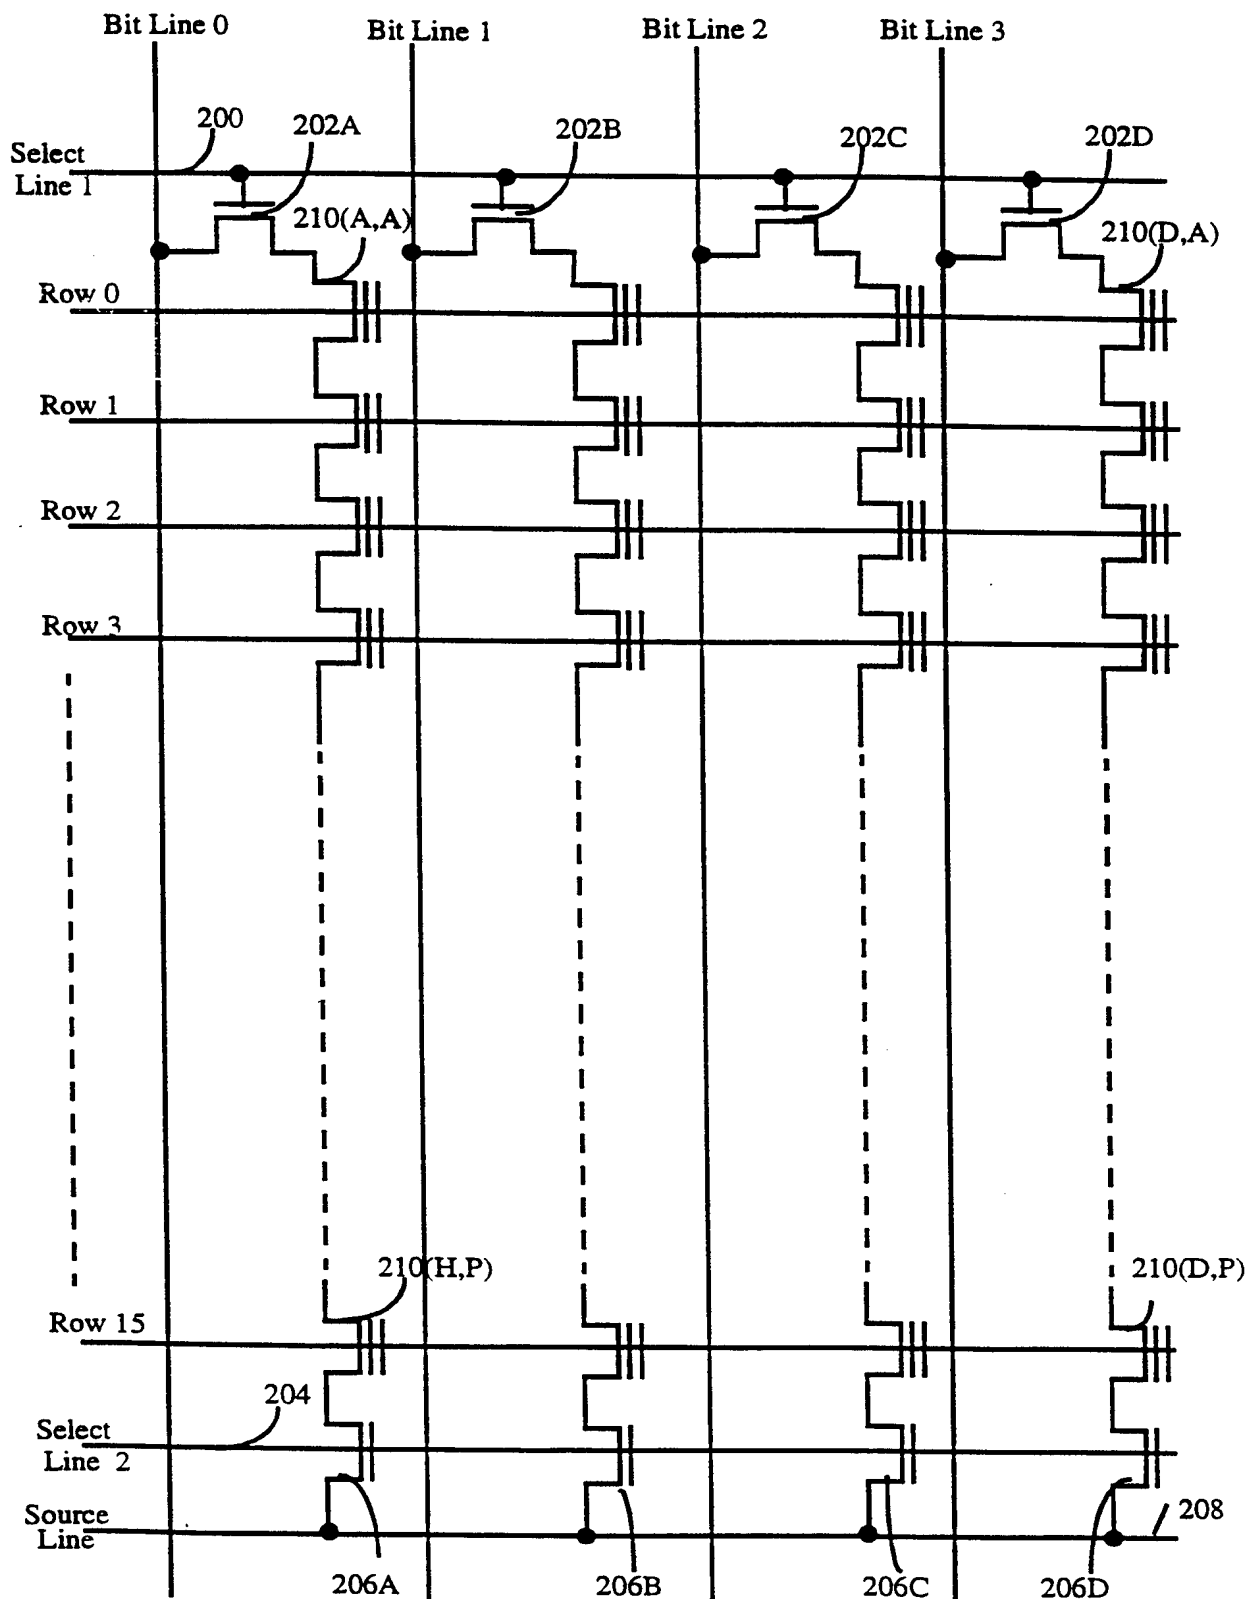 Bit Line 0
Bit Line 1
Bit Line 2
Bit Line 3
200
202A
202B
202C
202D
Select
Line 1
210(A,A)
210(D,A)
Row 0
Row 1
Row 2
Row 3
210(H,P)
210(D,P)
Row 15
204
Select
Line 2
Source
Line
208
206A
206B
206C
206D